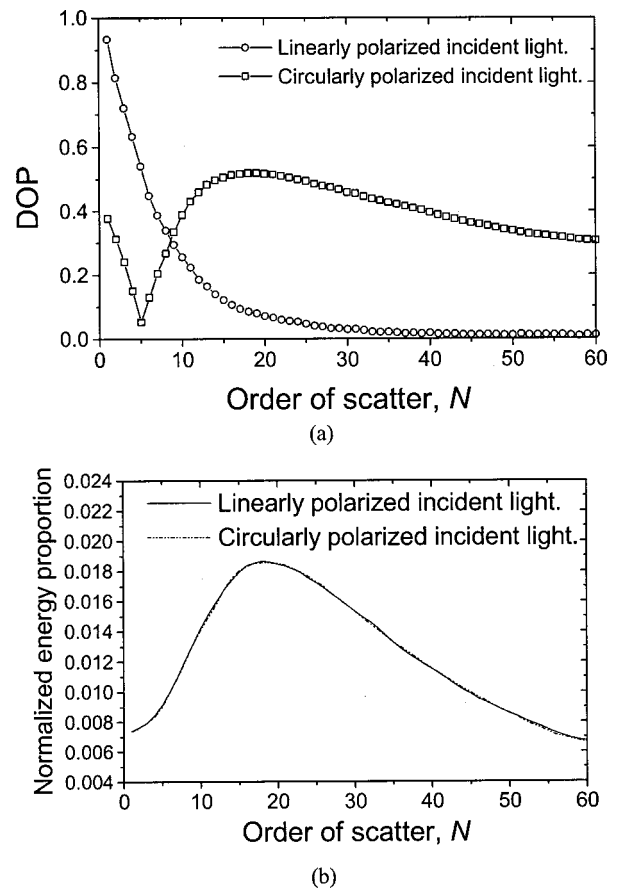 1.0
0.8
0.6
0.4
0.2
0.0
DOP
Linearly polarized incident light.
Circularly polarized incident light.
0 10 20 30 40 50 60
Order of scatter, N
(a)
Normalized energy proportion
0.024
0.022
0.020
0.018
0.016
0.014
0.012
0.010
0.008
0.006
0.004
Linearly polarized incident light.
Circularly polarized incident light.
0 10 20 30 40 50 60
Order of scatter, N
(b)